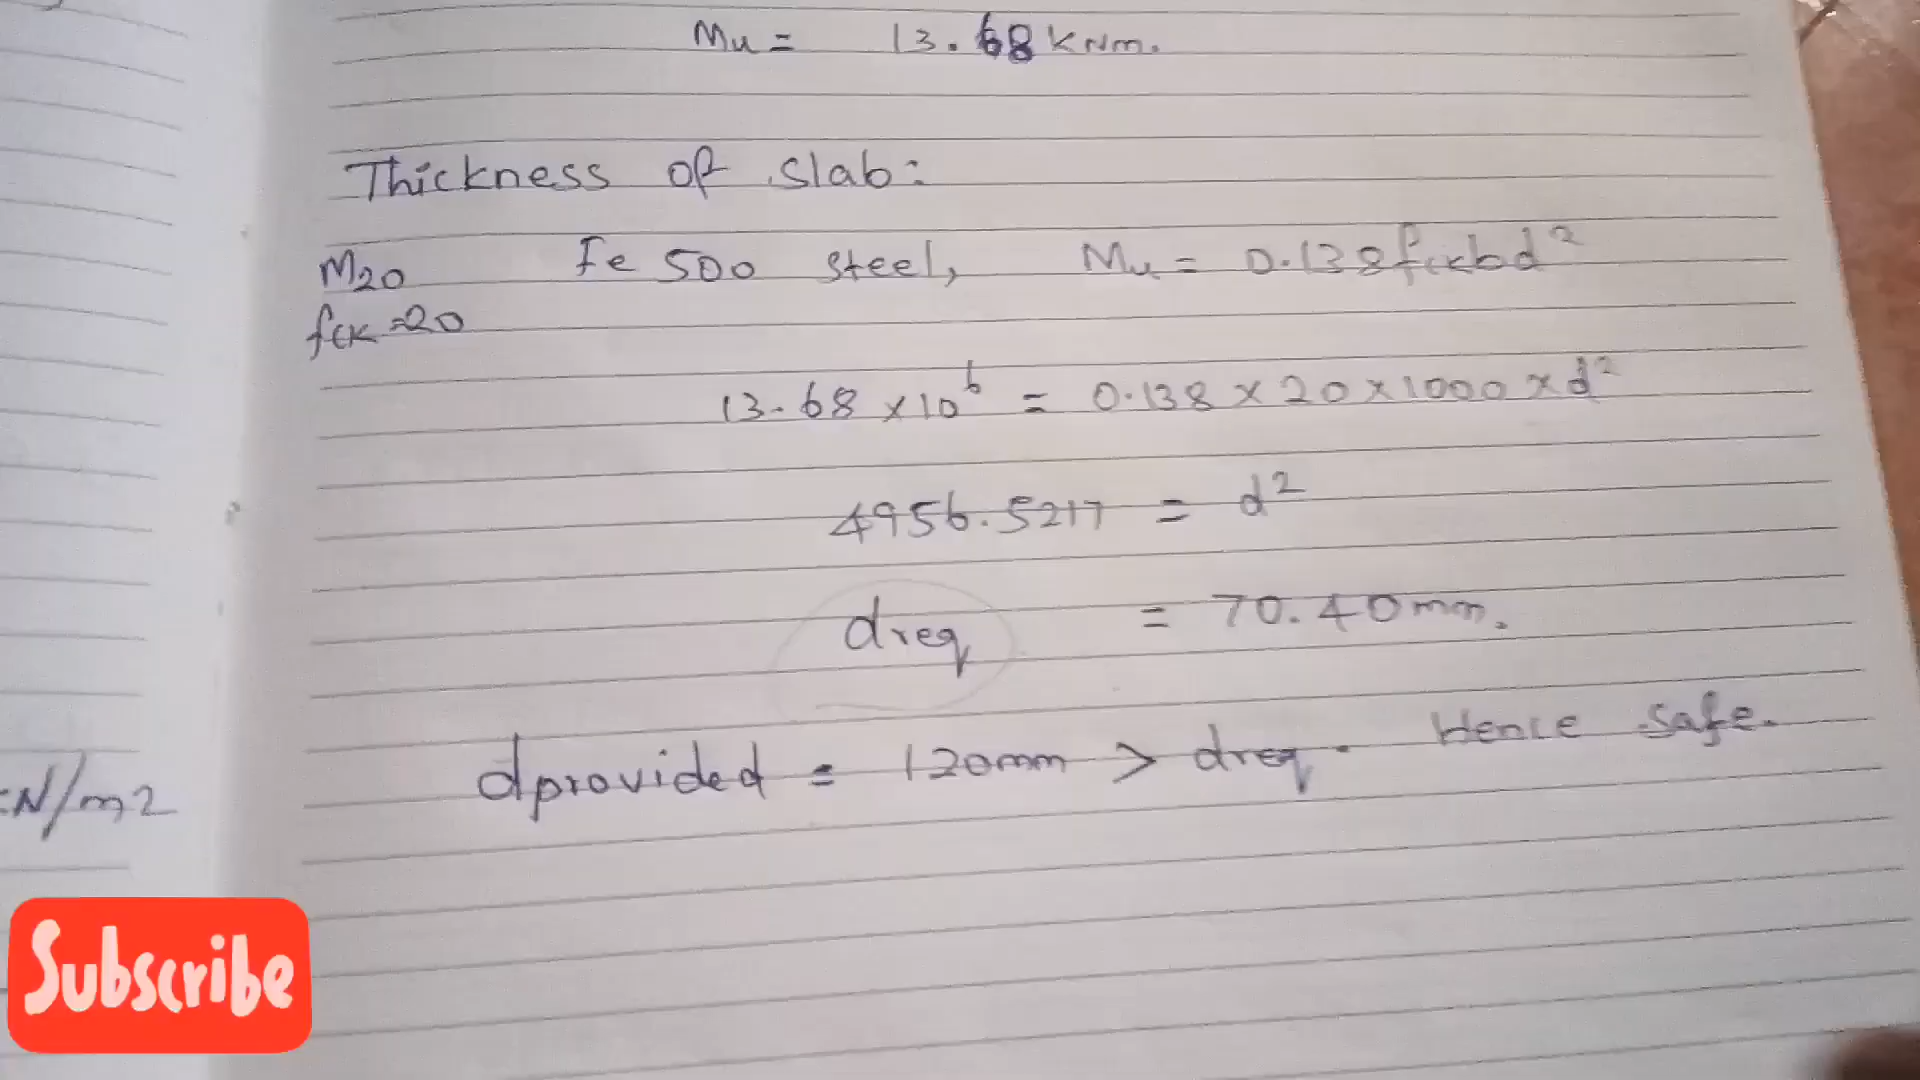 Mu = 13.68 KNm.
Thickness of slab:
M20 Fe 500 steel, Mu = 0.138fckbd²
fck =20
13.68 x10⁶ = 0.138 x 20 x 1000 x d²
4956.5217 = d²
dreq = 70.40mm.
dprovided = 120mm > dreq. Hence safe.
N/m2
Subscribe